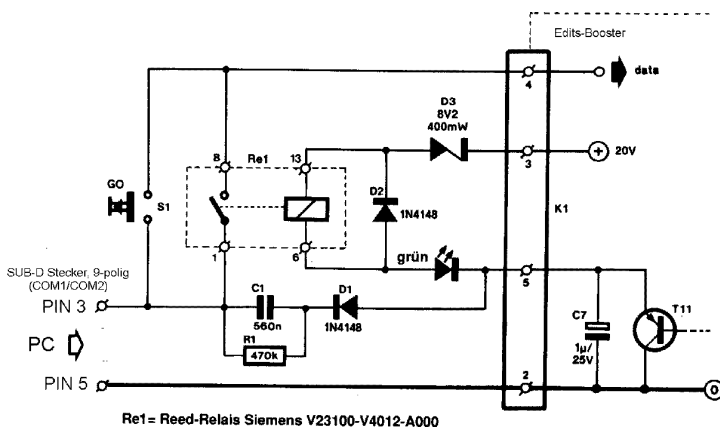 Edits-Booster
4
data
D3
8V2
400mW
8
Re1
13
3
20V
GO
S1
D2
1N4148
K1
1
6
grün
5
SUB-D Stecker, 9-polig
(COM1/COM2)
PIN 3
C1
560n
D1
1N4148
C7
1µ/
25V
T11
R1
470k
PC
PIN 5
2
0
Re1= Reed-Relais Siemens V23100-V4012-A000